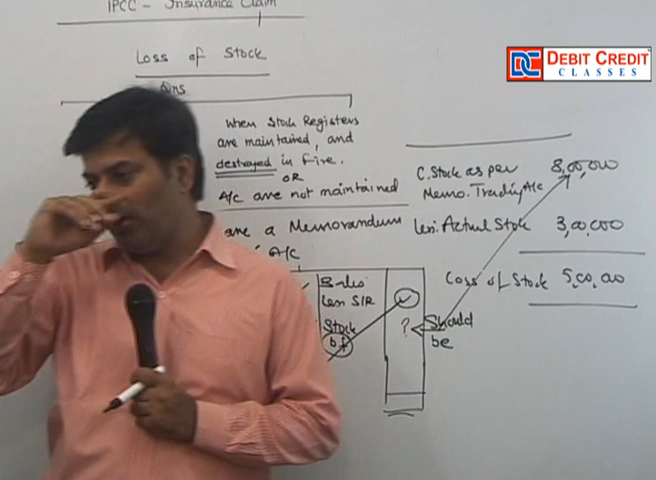 IPCC - Insurance Claim
Loss of Stock
DEBIT CREDIT
CLASSES
When Stock Registers
are maintained, and
destroyed in fire.
OR
A/c are not maintained
are a Memorandum
A/c
Sales
Less S/R
Stock
b/f
?
Should
be
C. Stock as per 8,00,000
Memo. Trading A/c
Less: Actual Stock 3,00,000
Loss of Stock 5,00,000